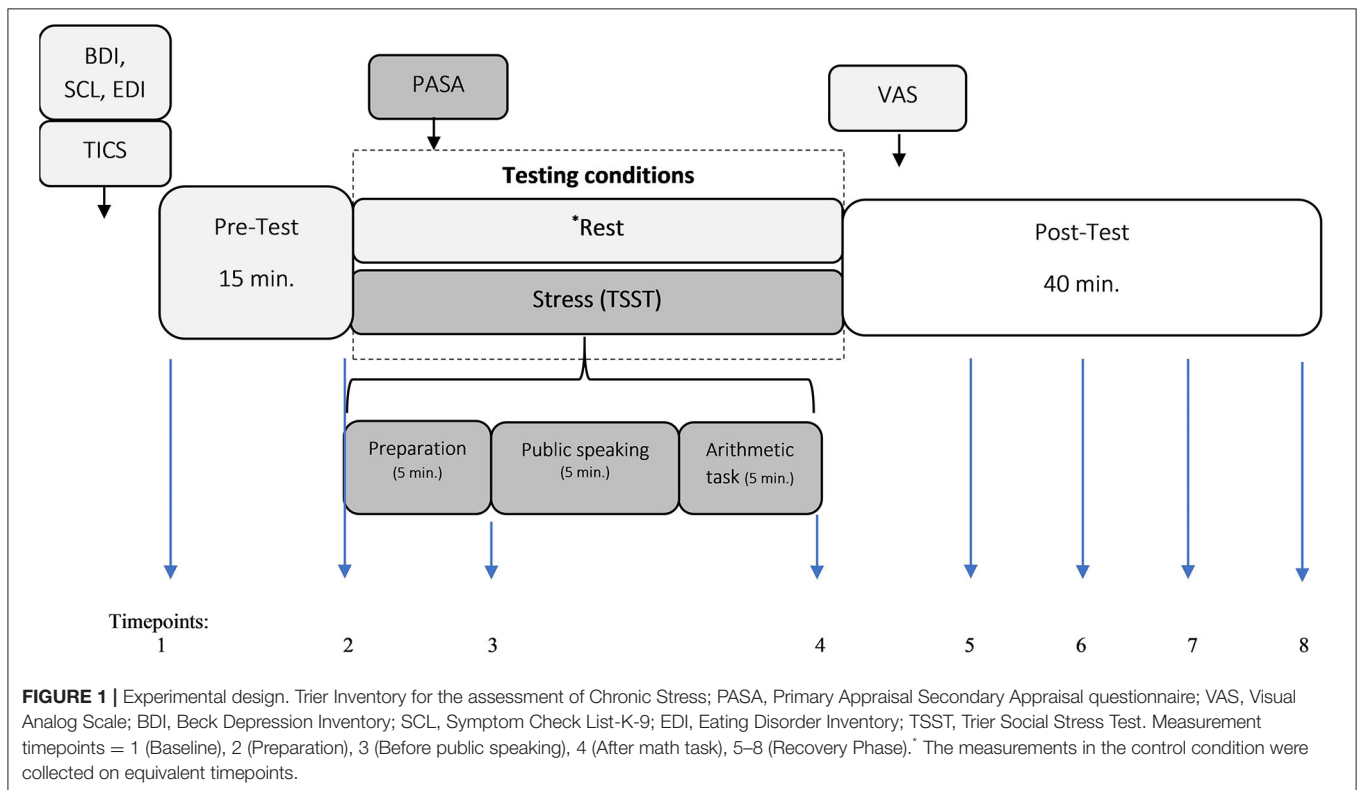 BDI,
SCL, EDI
TICS
PASA
VAS
Testing conditions
Pre-Test
15 min.
*Rest
Stress (TSST)
Post-Test
40 min.
Preparation
(5 min.)
Public speaking
(5 min.)
Arithmetic
task (5 min.)
Timepoints:
1 2 3 4 5 6 7 8
FIGURE 1 | Experimental design. Trier Inventory for the assessment of Chronic Stress; PASA, Primary Appraisal Secondary Appraisal questionnaire; VAS, Visual
Analog Scale; BDI, Beck Depression Inventory; SCL, Symptom Check List-K-9; EDI, Eating Disorder Inventory; TSST, Trier Social Stress Test. Measurement
timepoints = 1 (Baseline), 2 (Preparation), 3 (Before public speaking), 4 (After math task), 5–8 (Recovery Phase).* The measurements in the control condition were
collected on equivalent timepoints.